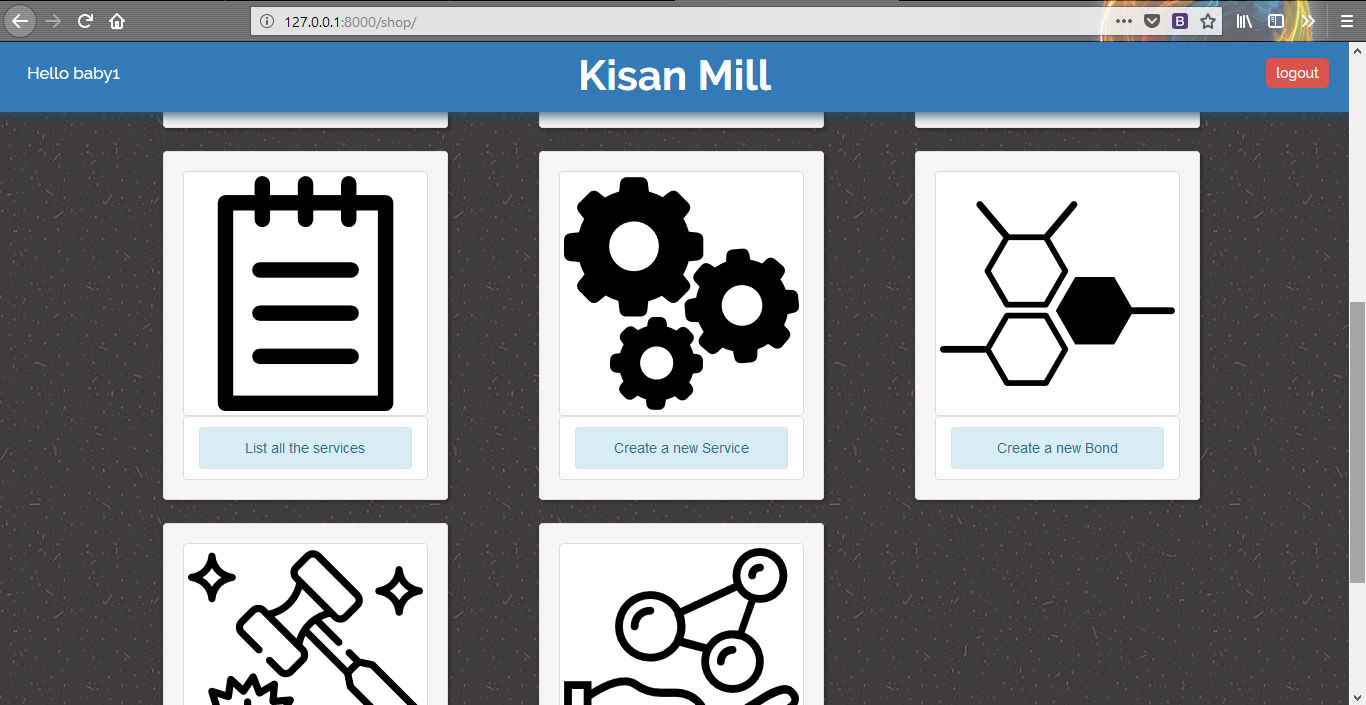 127.0.0.1:8000/shop/
Hello baby1
Kisan Mill
logout
List all the services
Create a new Service
Create a new Bond